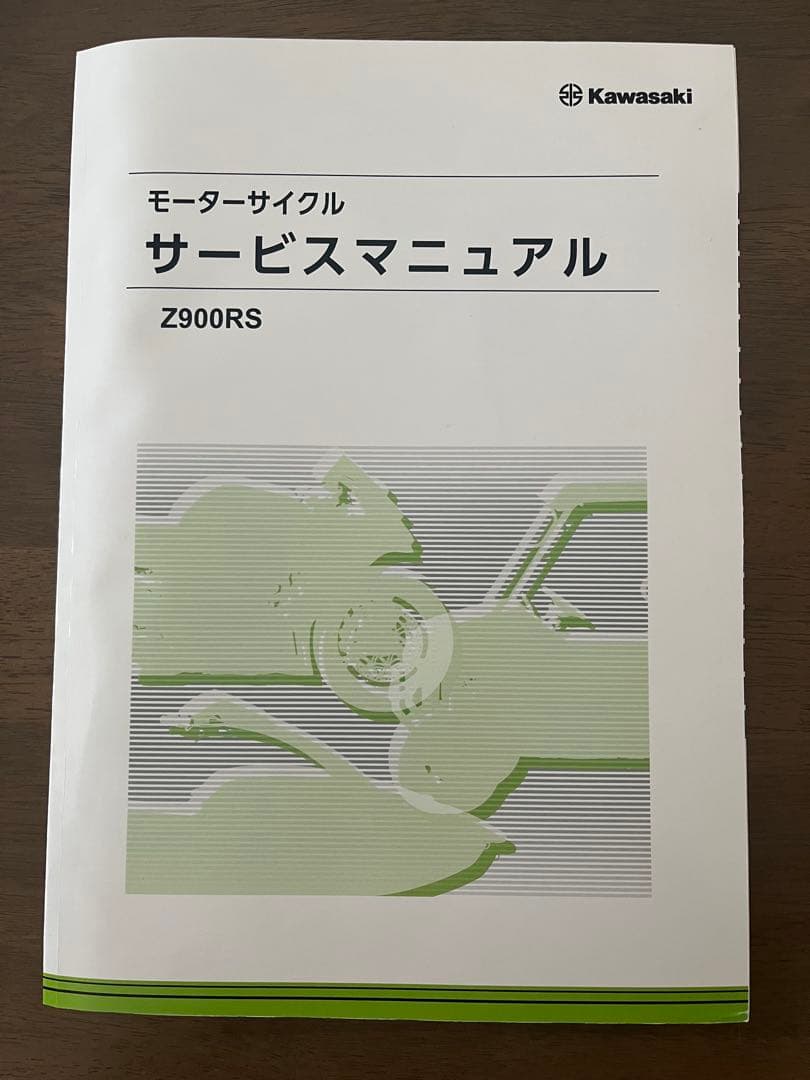 Kawasaki
モーターサイクル
サービスマニュアル
Z900RS